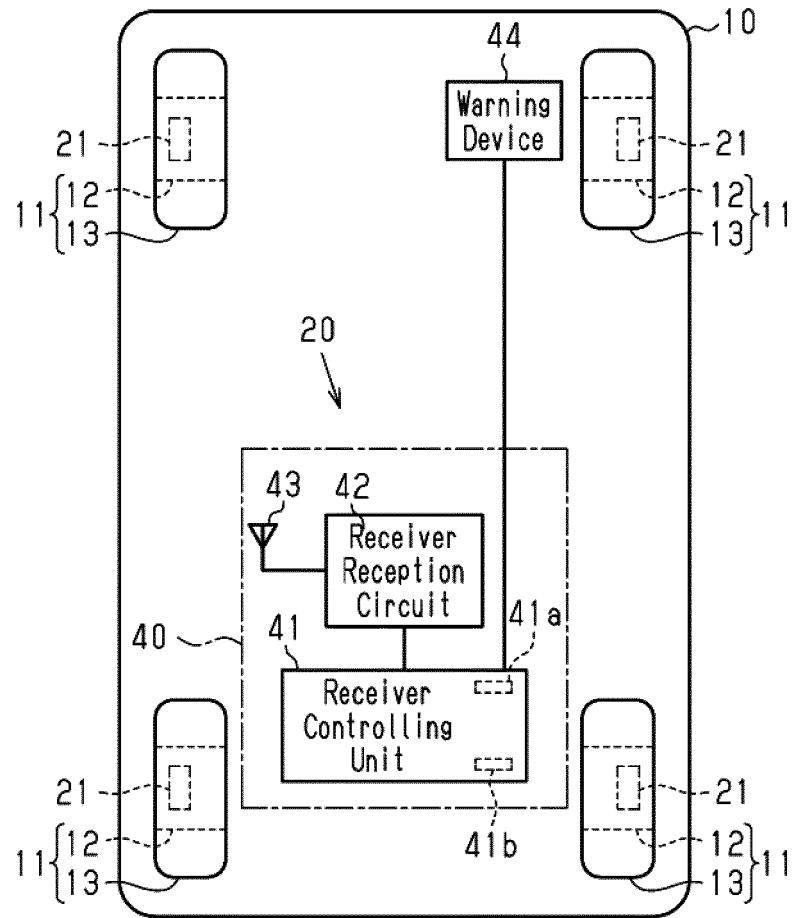 10
44
Warning
Device
21
21
11 { 12
13
12 } 11
13
20
43
42
Receiver
Reception
Circuit
40
41
41a
Receiver
Controlling
Unit
41b
21
21
11 { 12
13
12 } 11
13